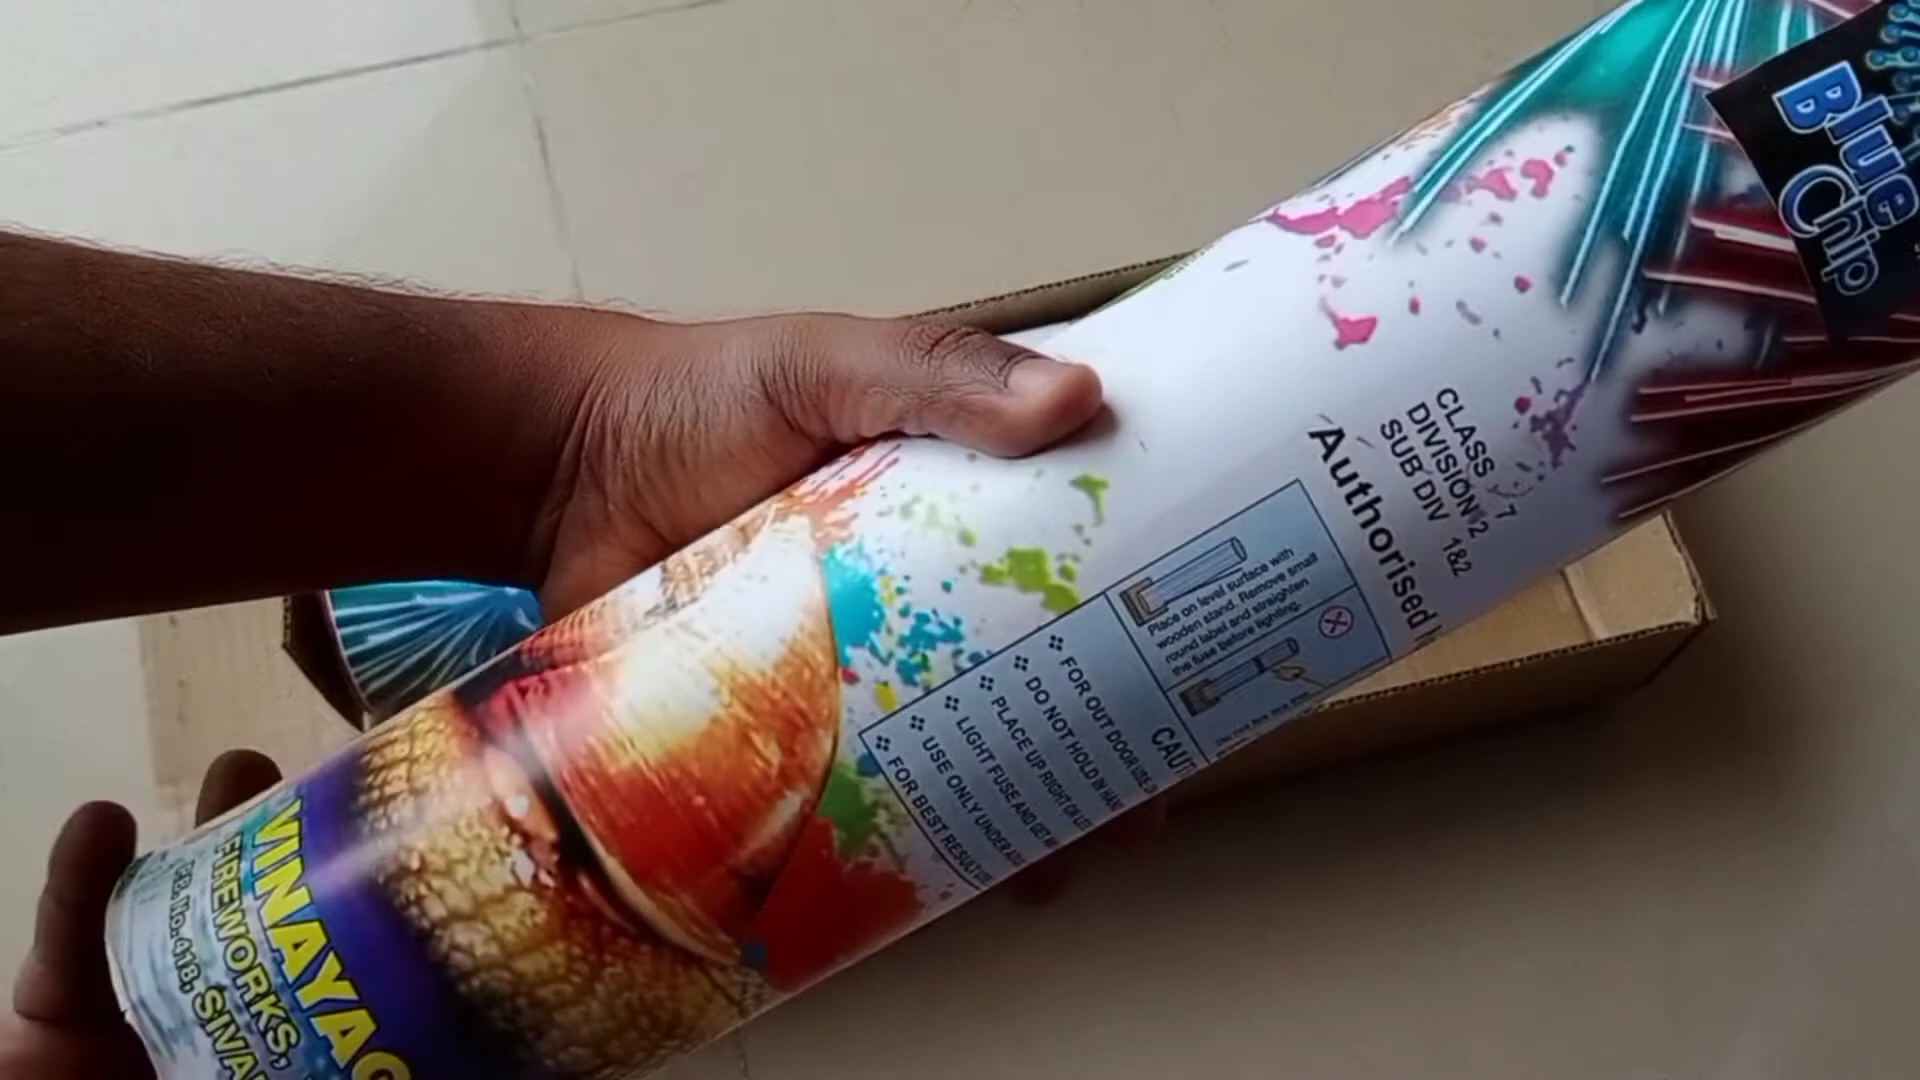 Blue
Chip
CLASS 7
DIVISION 2
SUB DIV 1&2
Authorised
Place on level surface with
wooden stand. Remove small
round label and straighten
the fuse before lighting.
CAUT
FOR OUT DOOR USE
DO NOT HOLD IN HAN
PLACE UP RIGHT ON
LIGHT FUSE AND GET
USE ONLY UNDER
FOR BEST RESULT
VINAYAG
FIREWORKS,
P.B.No.418, SIVA